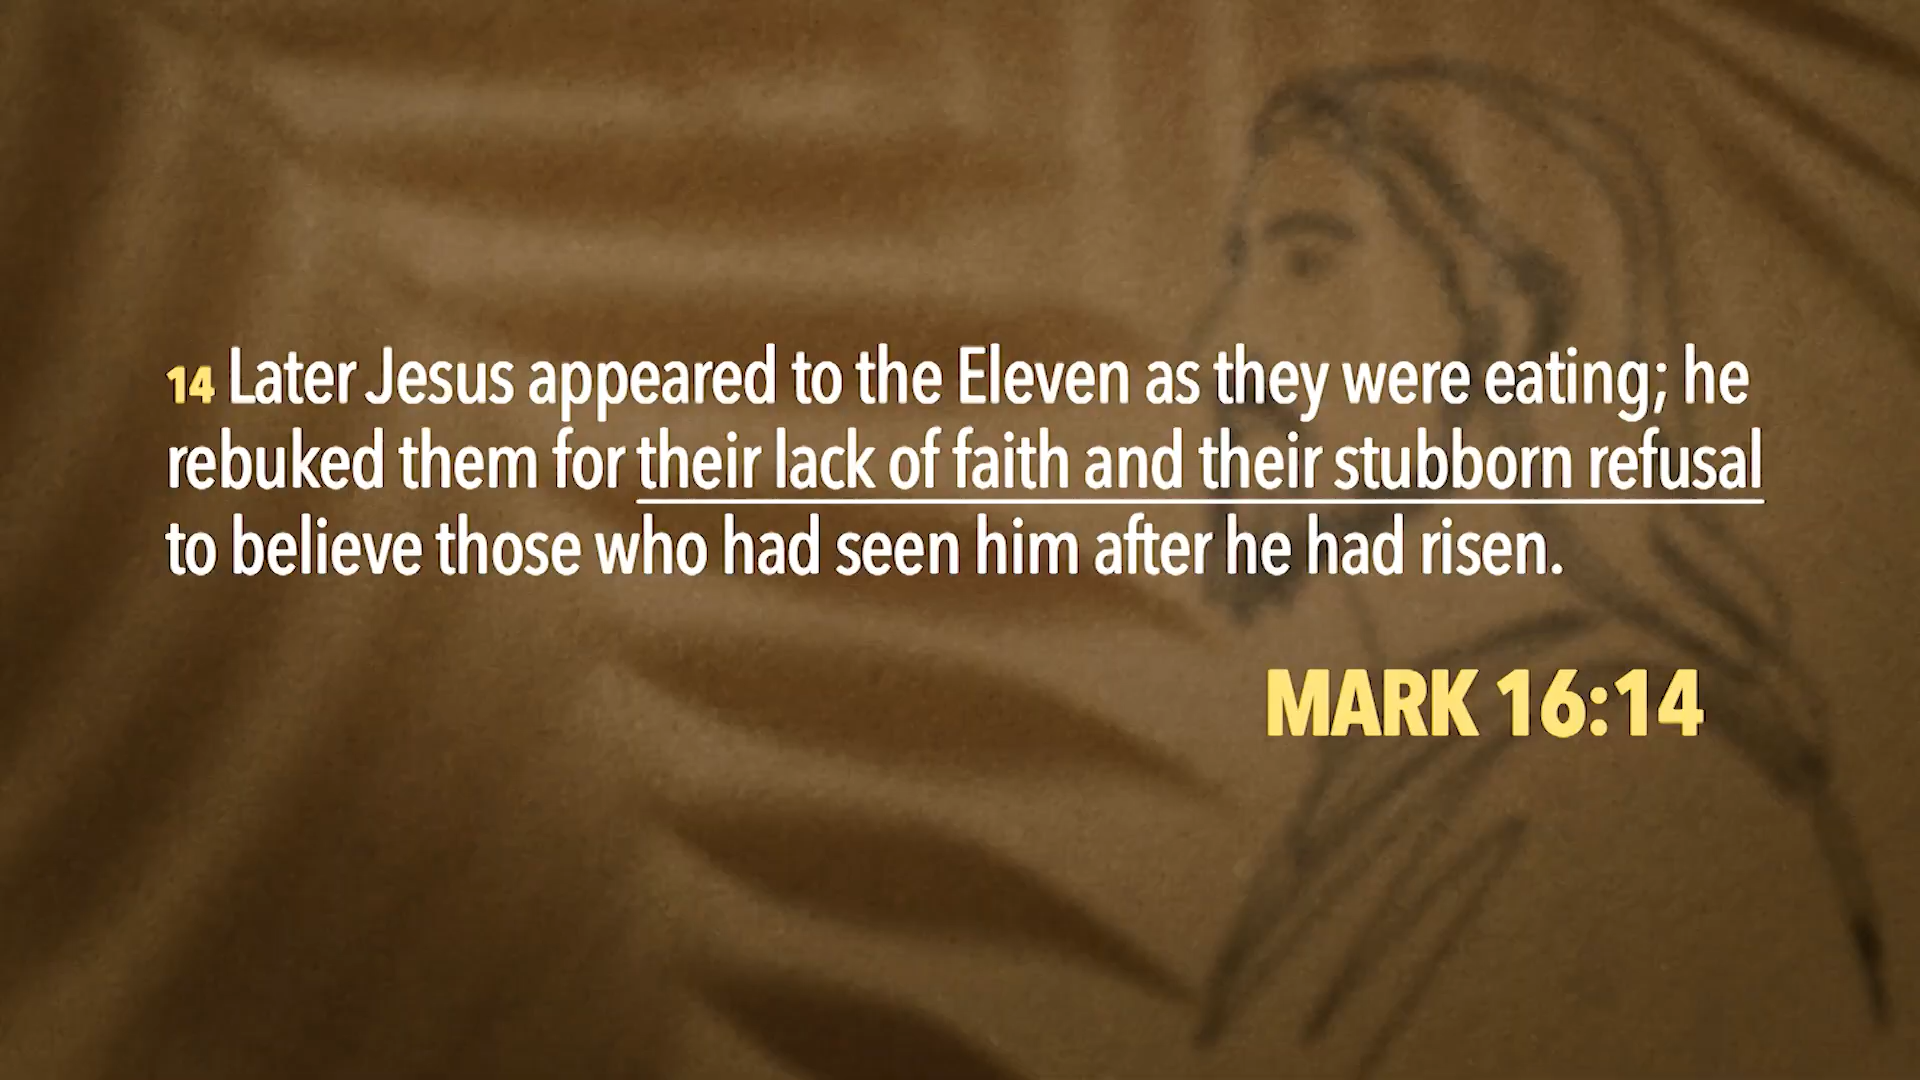 14 Later Jesus appeared to the Eleven as they were eating; he
rebuked them for their lack of faith and their stubborn refusal
to believe those who had seen him after he had risen.
MARK 16:14